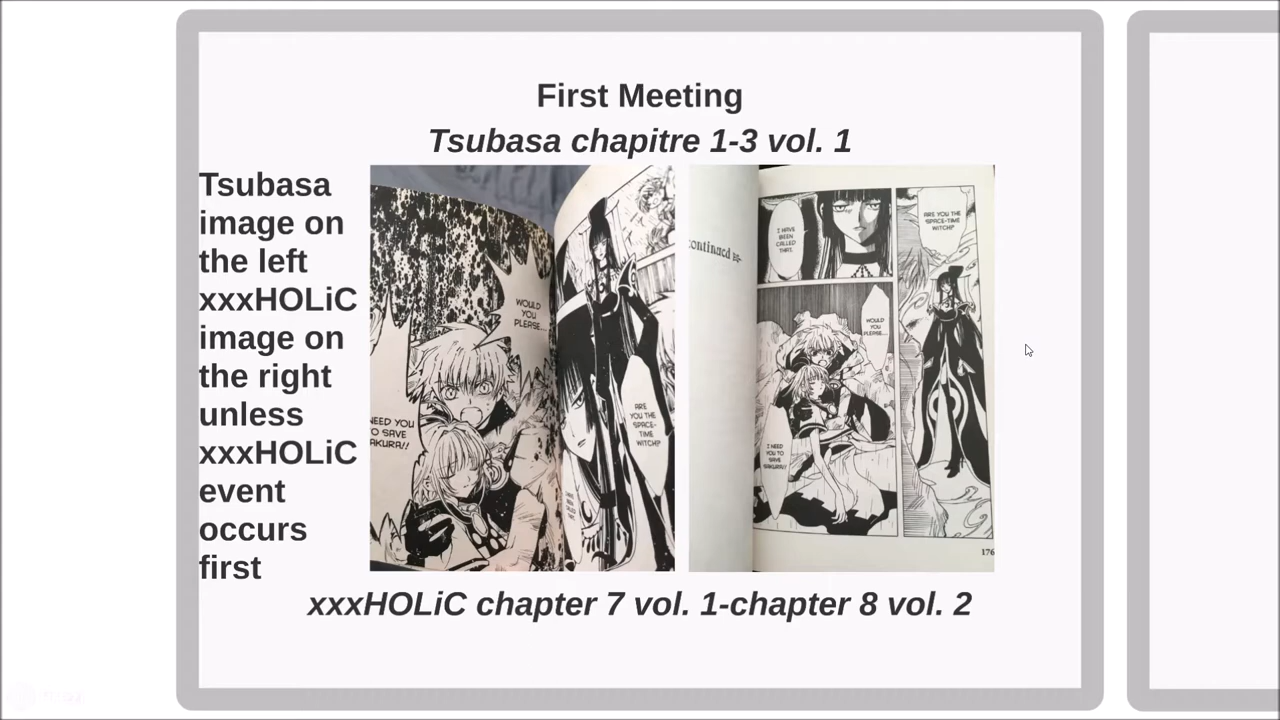 First Meeting
Tsubasa chapitre 1-3 vol. 1
Tsubasa
image on
the left
xxxHOLiC
image on
the right
unless
xxxHOLiC
event
occurs
first
WOULD
YOU
PLEASE...
NEED YOU
TO SAVE
AKURA!!
ARE
YOU THE
SPACE-
TIME
WITCH?
continued
I HAVE
BEEN
CALLED
THAT.
ARE YOU THE
SPACE-TIME
WITCH?
WOULD
YOU
PLEASE...
I NEED
YOU TO
SAVE
SAKURA!!
176
xxxHOLiC chapter 7 vol. 1-chapter 8 vol. 2